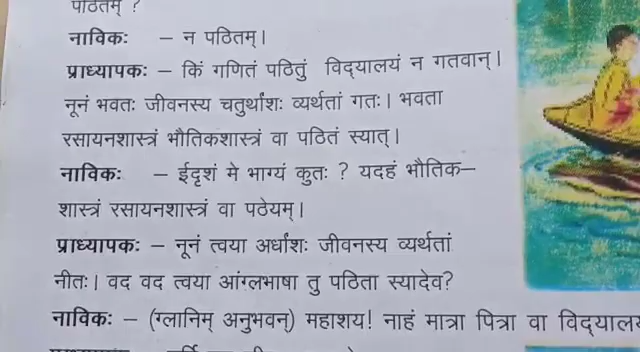 पठितम् ?
नाविकः – न पठितम् ।
प्राध्यापकः – किं गणितं पठितुं विद्यालयं न गतवान् ।
नूनं भवतः जीवनस्य चतुर्थांशः व्यर्थतां गतः । भवता
रसायनशास्त्रं भौतिकशास्त्रं वा पठितं स्यात् ।
नाविकः – ईदृशं मे भाग्यं कुतः ? यदहं भौतिक–
शास्त्रं रसायनशास्त्रं वा पठेयम् ।
प्राध्यापकः – नूनं त्वया अर्धांशः जीवनस्य व्यर्थतां
नीतः । वद वद त्वया आंग्लभाषा तु पठिता स्यादेव?
नाविकः – (ग्लानिम् अनुभवन्) महाशय! नाहं मात्रा पित्रा वा